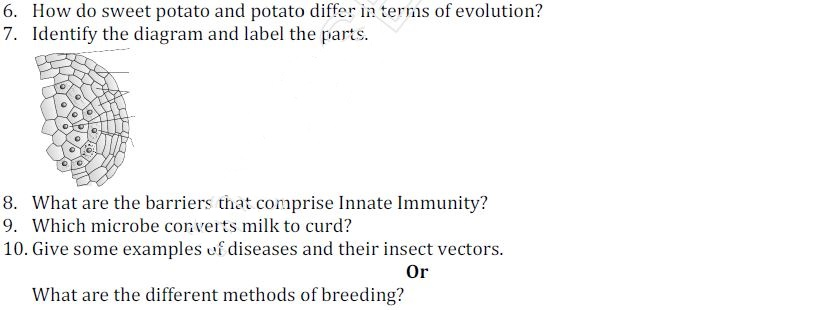 6. How do sweet potato and potato differ in terms of evolution?
7. Identify the diagram and label the parts.
8. What are the barriers that comprise Innate Immunity?
9. Which microbe converts milk to curd?
10. Give some examples of diseases and their insect vectors.
Or
What are the different methods of breeding?